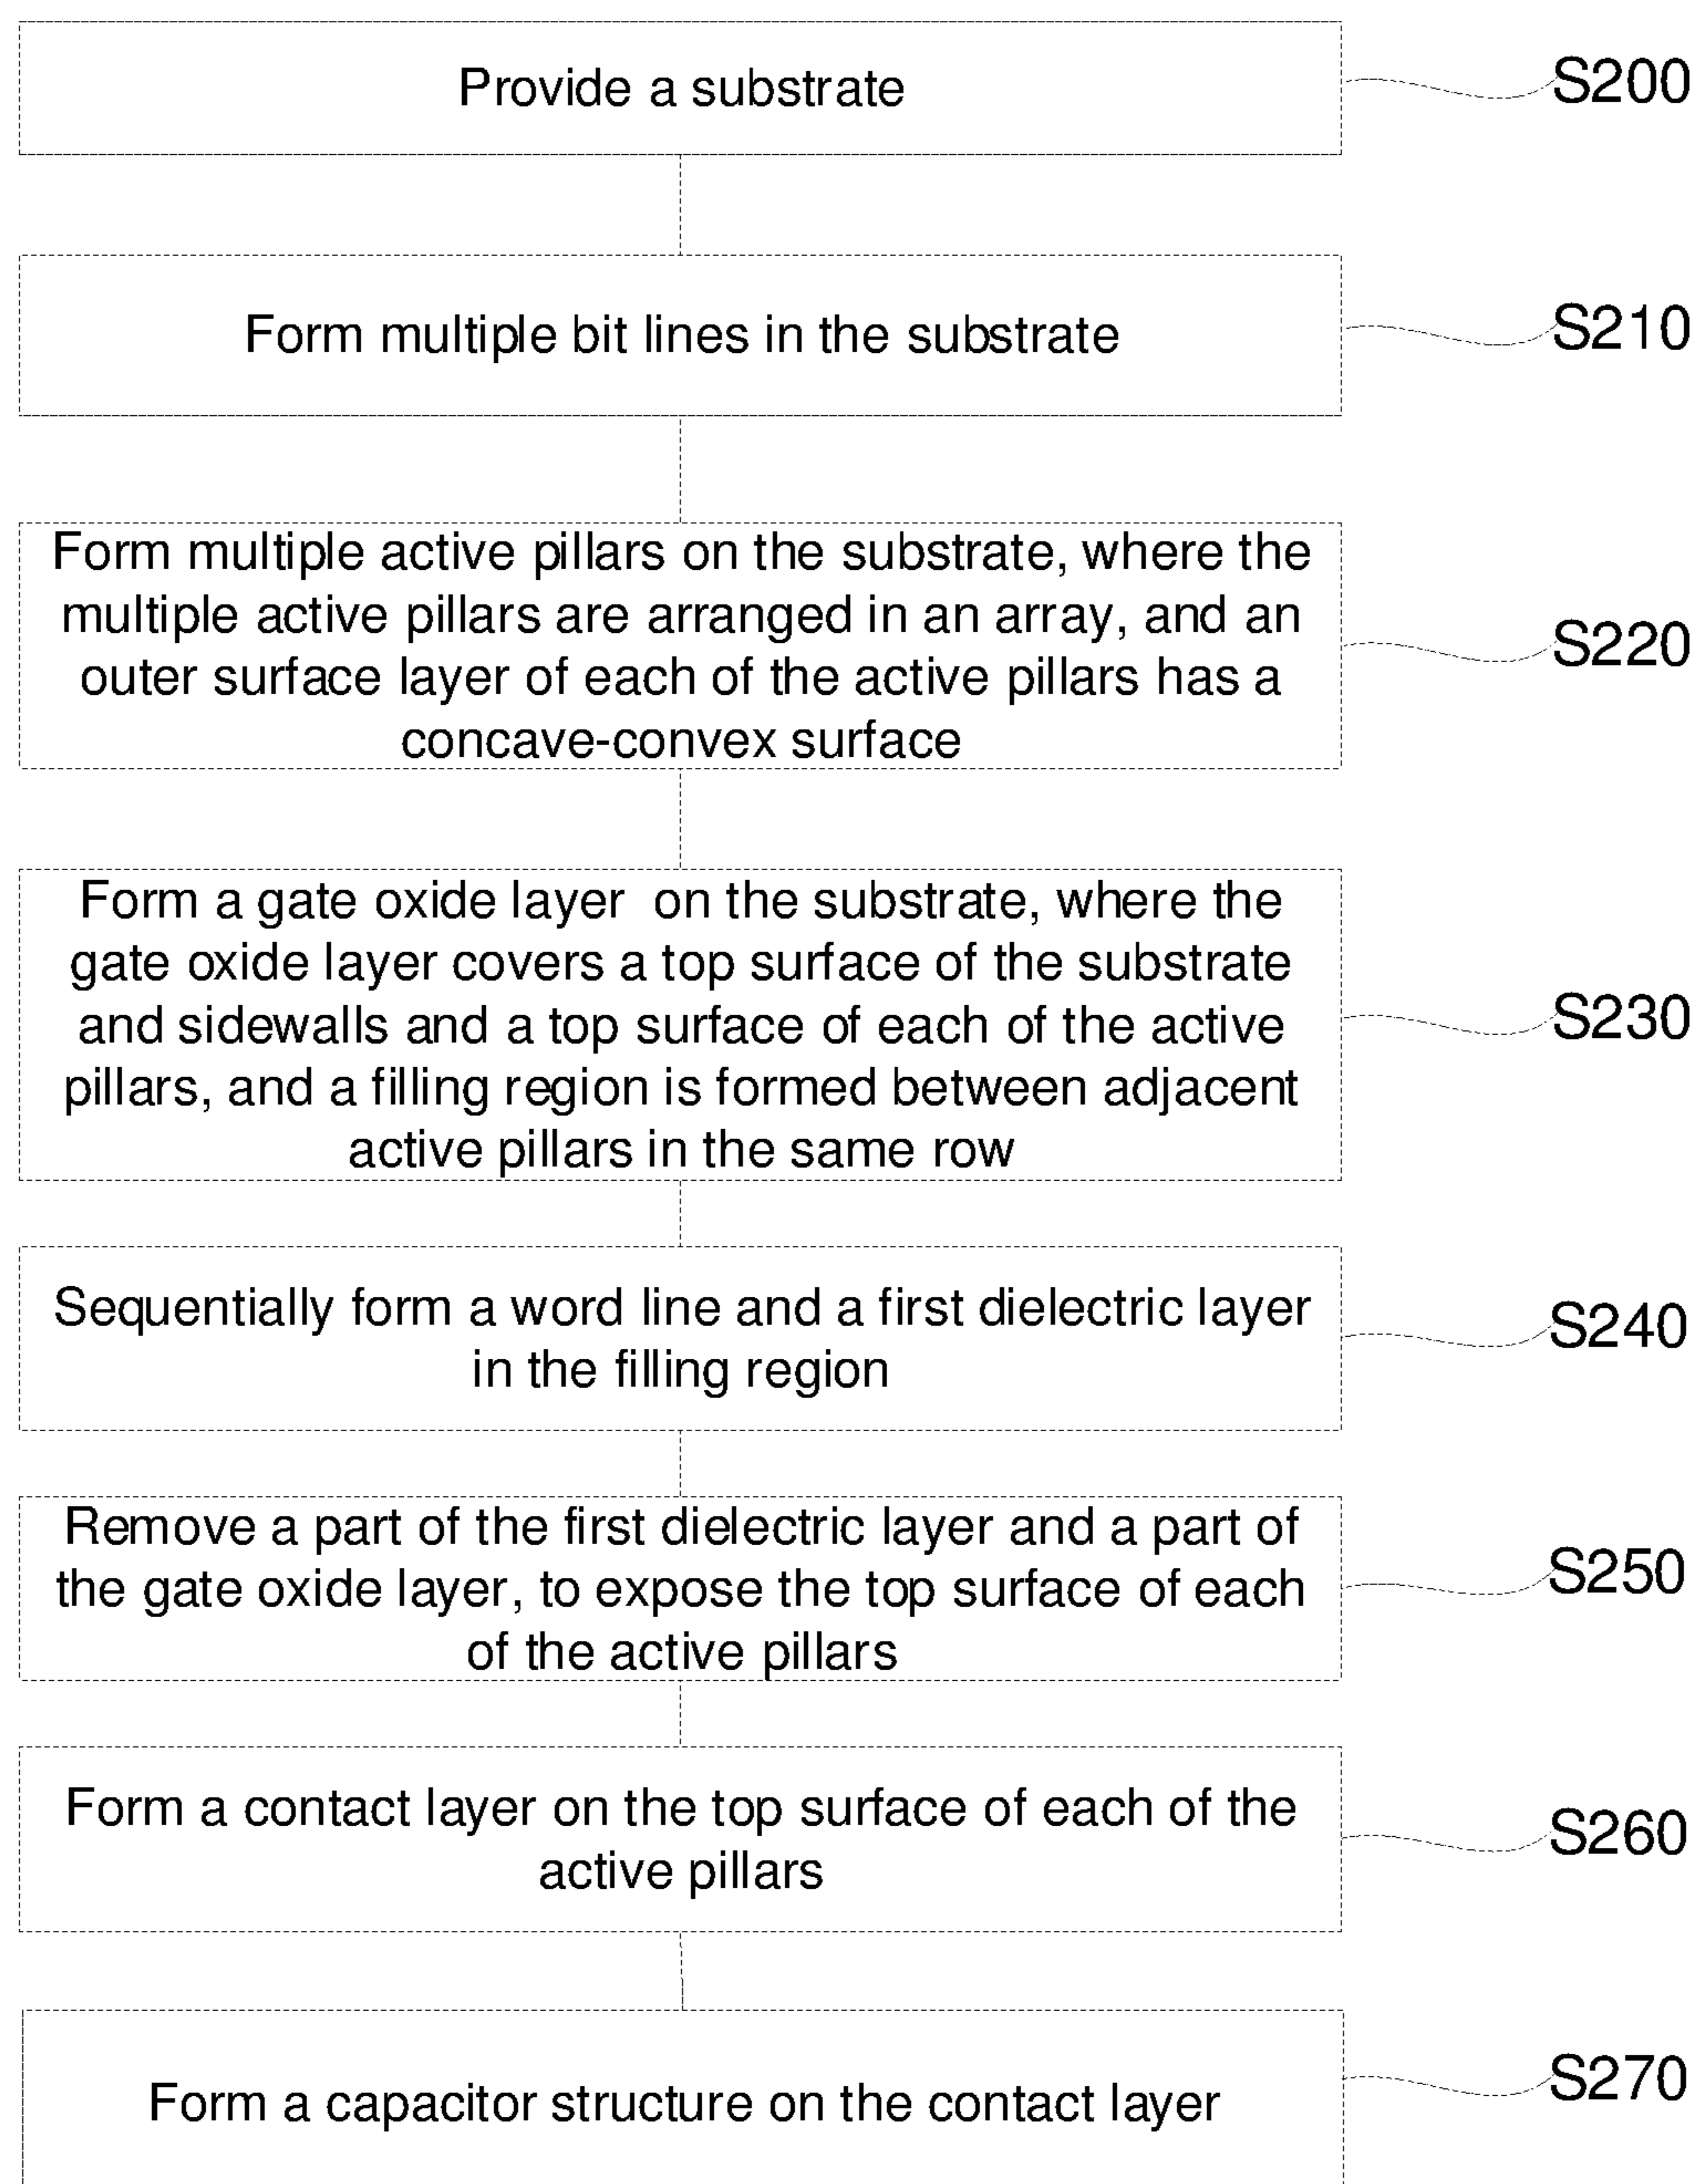 Provide a substrate
S200
Form multiple bit lines in the substrate
S210
Form multiple active pillars on the substrate, where the
multiple active pillars are arranged in an array, and an
outer surface layer of each of the active pillars has a
concave-convex surface
S220
Form a gate oxide layer on the substrate, where the
gate oxide layer covers a top surface of the substrate
and sidewalls and a top surface of each of the active
pillars, and a filling region is formed between adjacent
active pillars in the same row
S230
Sequentially form a word line and a first dielectric layer
in the filling region
S240
Remove a part of the first dielectric layer and a part of
the gate oxide layer, to expose the top surface of each
of the active pillars
S250
Form a contact layer on the top surface of each of the
active pillars
S260
Form a capacitor structure on the contact layer
S270